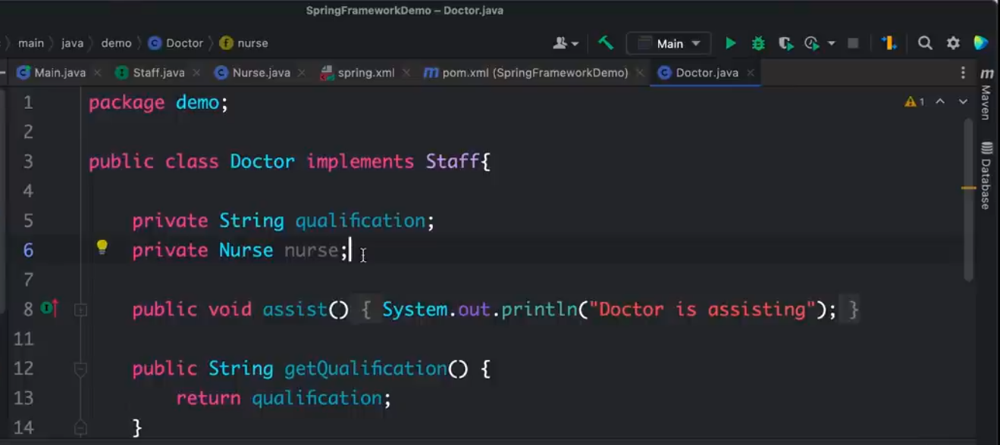 SpringFrameworkDemo – Doctor.java
main java demo Doctor nurse Main
Main.java Staff.java Nurse.java spring.xml pom.xml (SpringFrameworkDemo) Doctor.java
1 package demo;
2
3 public class Doctor implements Staff{
4
5 private String qualification;
6 private Nurse nurse;
7
8 public void assist() { System.out.println("Doctor is assisting"); }
11
12 public String getQualification() {
13 return qualification;
14 }
1
Maven
Database